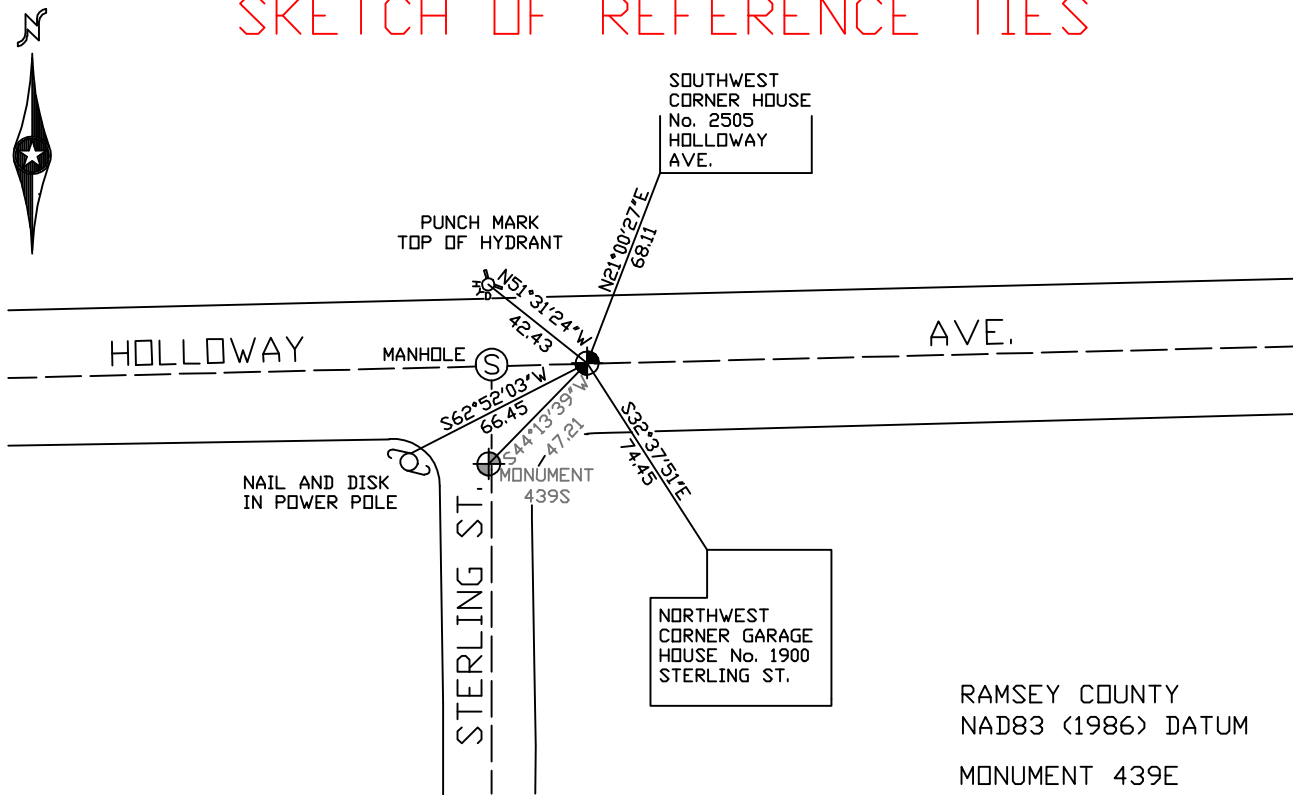 SKETCH OF REFERENCE TIES
N
SOUTHWEST
CORNER HOUSE
No. 2505
HOLLOWAY
AVE.
PUNCH MARK
TOP OF HYDRANT
HYD
N51°31'24"W
42.43
N21°00'27"E
68.11
HOLLOWAY
AVE.
MANHOLE
S
S62°52'03"W
66.45
S44°13'39"W
47.21
S32°37'51"E
74.45
MONUMENT
439S
NAIL AND DISK
IN POWER POLE
STERLING ST.
NORTHWEST
CORNER GARAGE
HOUSE No. 1900
STERLING ST.
RAMSEY COUNTY
NAD83 (1986) DATUM
MONUMENT 439E